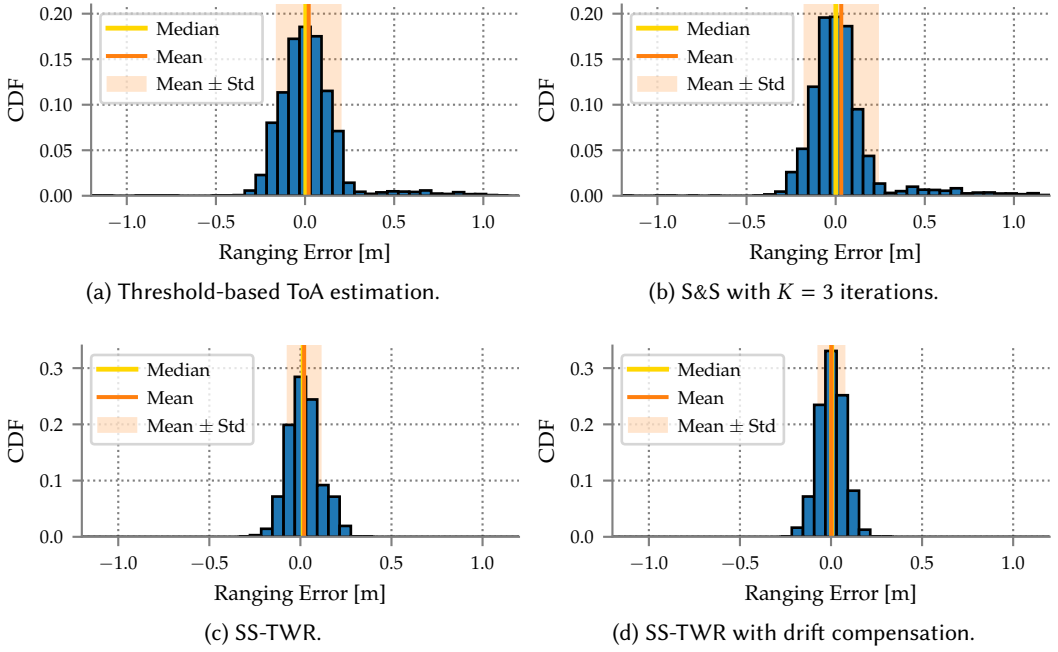 0.20
0.15
0.10
0.05
0.00
CDF
Median
Mean
Mean ± Std
−1.0 −0.5 0.0 0.5 1.0
Ranging Error [m]
(a) Threshold-based ToA estimation.
0.20
0.15
0.10
0.05
0.00
CDF
Median
Mean
Mean ± Std
−1.0 −0.5 0.0 0.5 1.0
Ranging Error [m]
(b) S&S with K = 3 iterations.
0.3
0.2
0.1
0.0
CDF
Median
Mean
Mean ± Std
−1.0 −0.5 0.0 0.5 1.0
Ranging Error [m]
(c) SS-TWR.
0.3
0.2
0.1
0.0
CDF
Median
Mean
Mean ± Std
−1.0 −0.5 0.0 0.5 1.0
Ranging Error [m]
(d) SS-TWR with drift compensation.